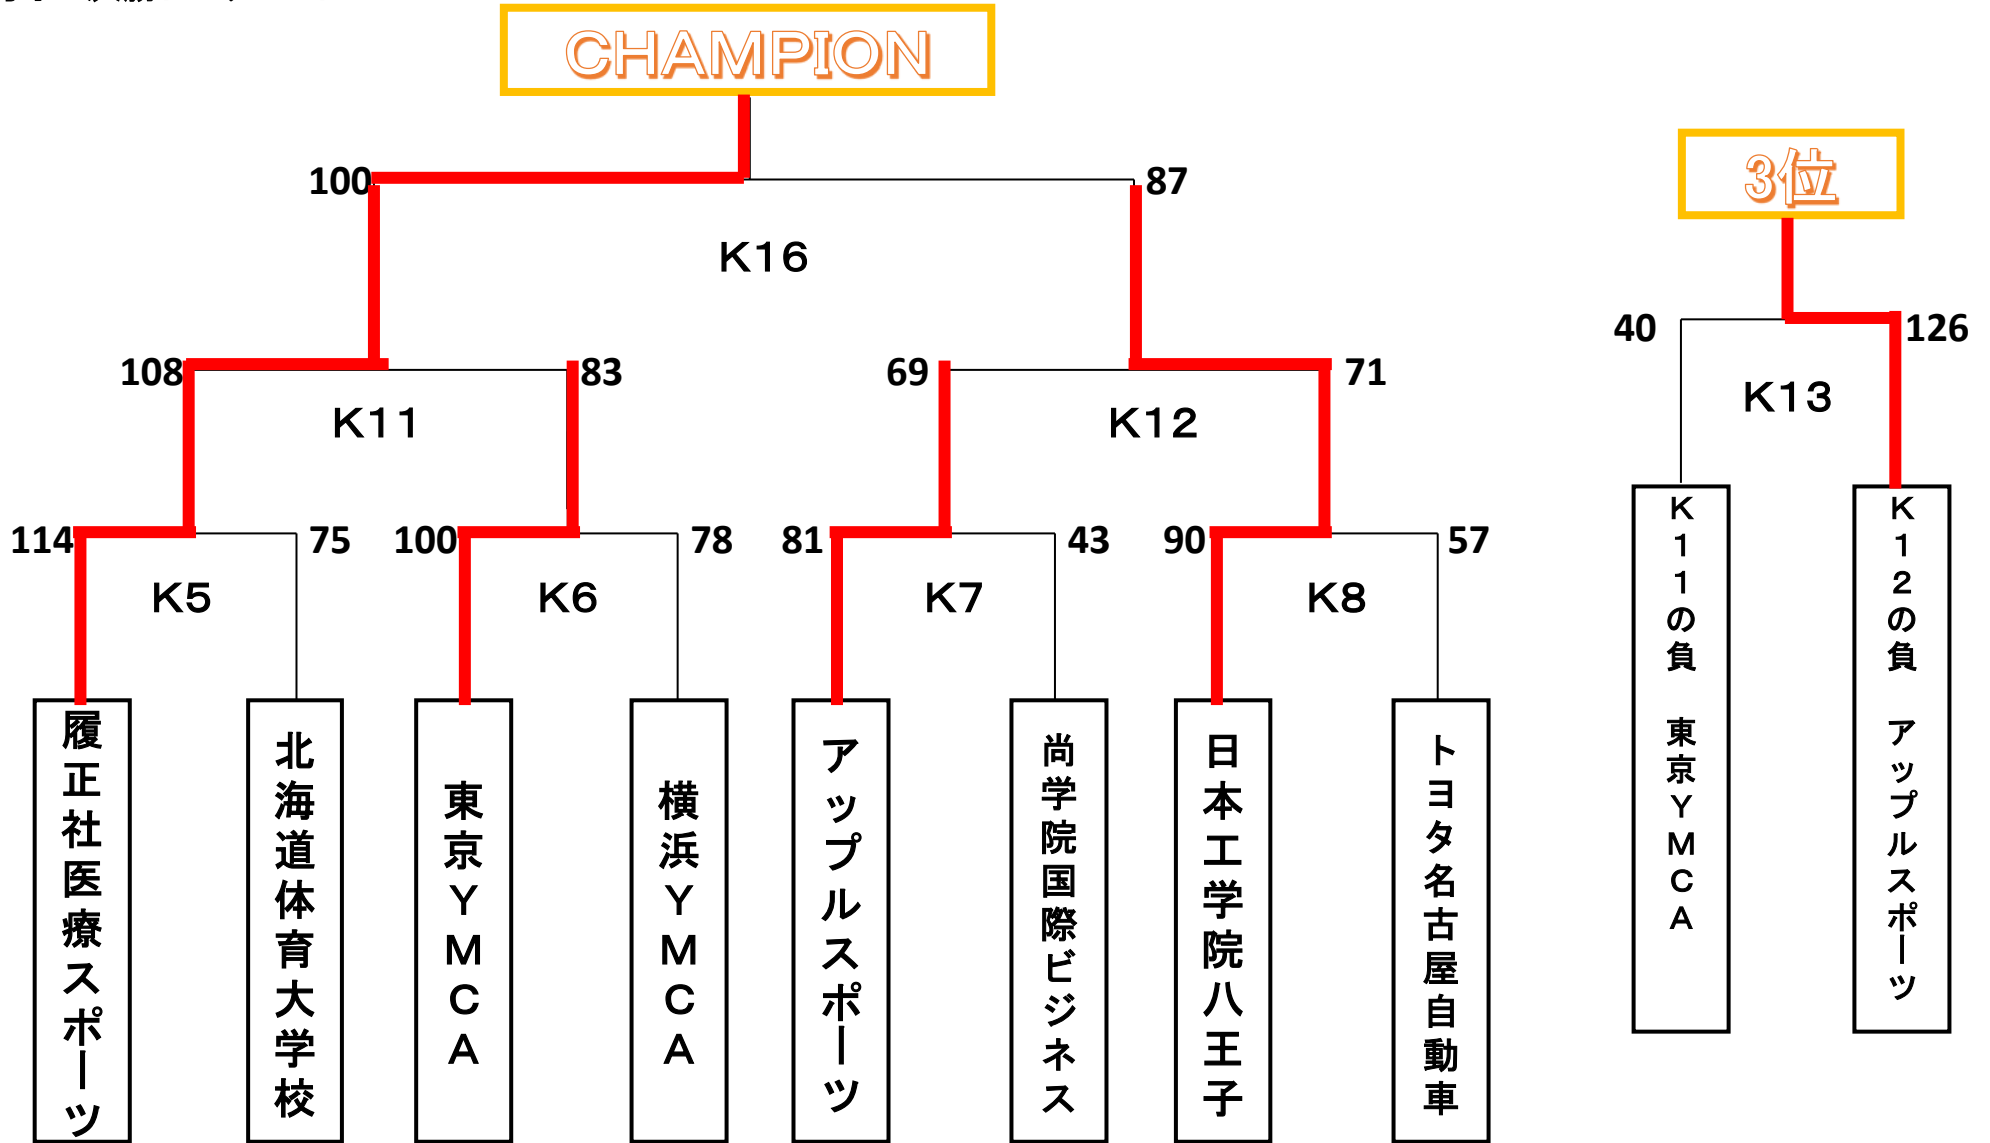 CHAMPION
3位
100
87
K16
40
126
K13
108
83
69
71
K11
K12
114
75
100
78
81
43
90
57
K5
K6
K7
K8
履正社医療スポーツ
北海道体育大学校
東京YMCA
横浜YMCA
アップルスポーツ
尚学院国際ビジネス
日本工学院八王子
トヨタ名古屋自動車
K11の負　東京YMCA
K12の負　アップルスポーツ